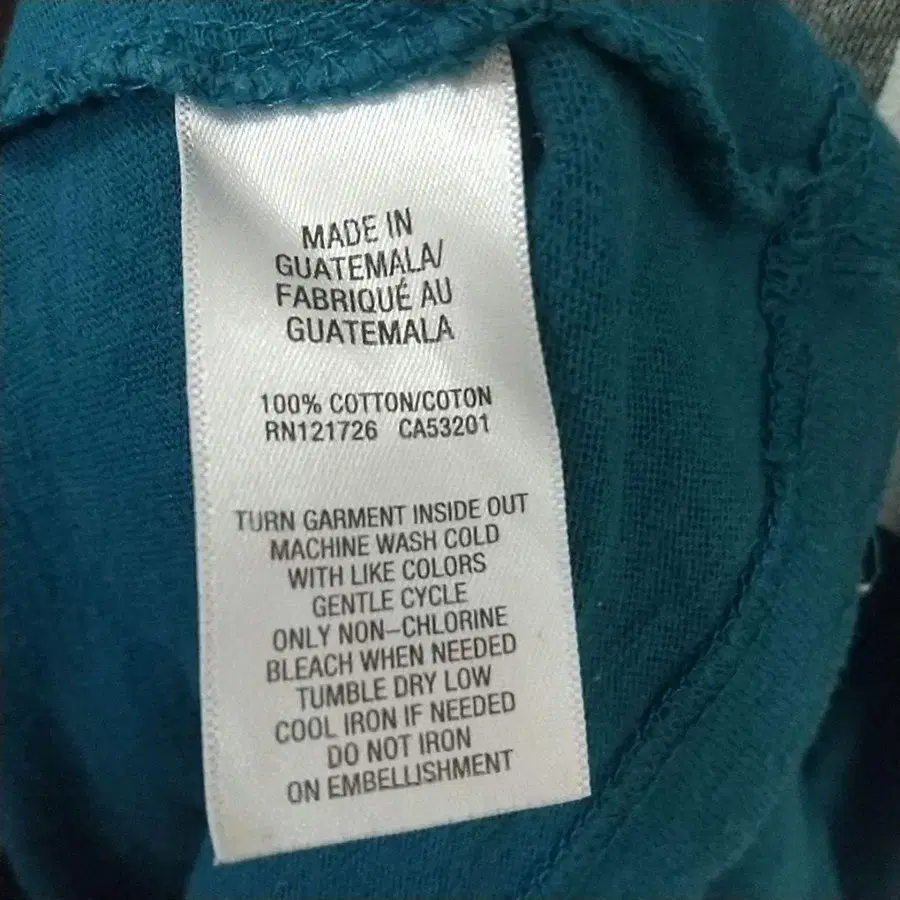 MADE IN
GUATEMALA/
FABRIQUÉ AU
GUATEMALA
100% COTTON/COTON
RN121726 CA53201
TURN GARMENT INSIDE OUT
MACHINE WASH COLD
WITH LIKE COLORS
GENTLE CYCLE
ONLY NON-CHLORINE
BLEACH WHEN NEEDED
TUMBLE DRY LOW
COOL IRON IF NEEDED
DO NOT IRON
ON EMBELLISHMENT